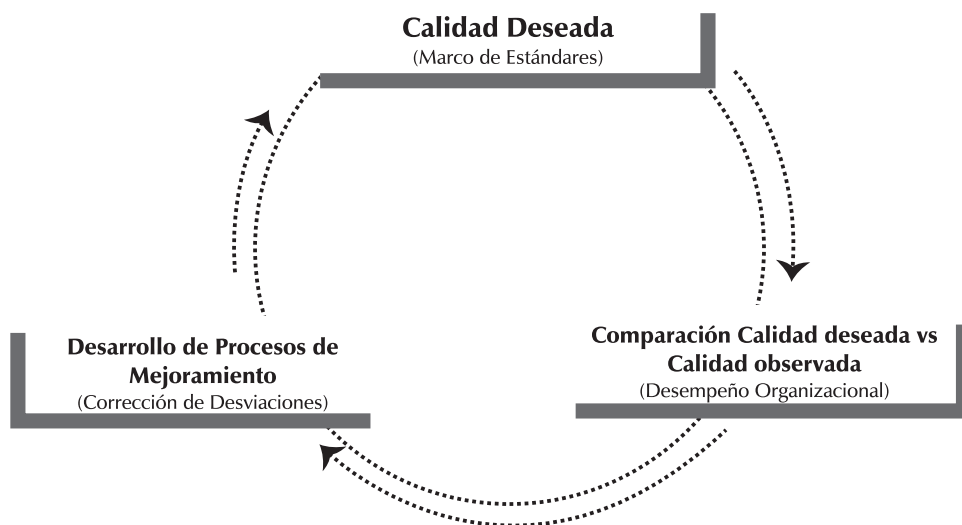 Calidad Deseada
(Marco de Estándares)
Comparación Calidad deseada vs
Calidad observada
(Desempeño Organizacional)
Desarrollo de Procesos de
Mejoramiento
(Corrección de Desviaciones)